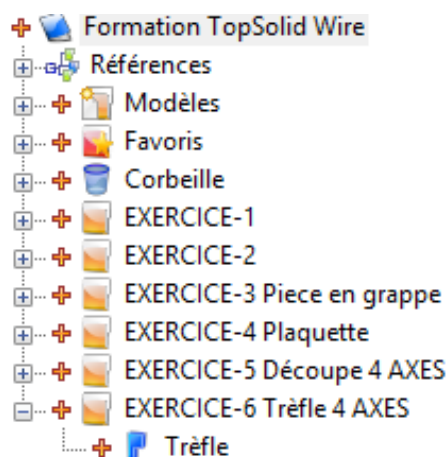 Formation TopSolid Wire
Références
Modèles
Favoris
Corbeille
EXERCICE-1
EXERCICE-2
EXERCICE-3 Piece en grappe
EXERCICE-4 Plaquette
EXERCICE-5 Découpe 4 AXES
EXERCICE-6 Trèfle 4 AXES
Trèfle